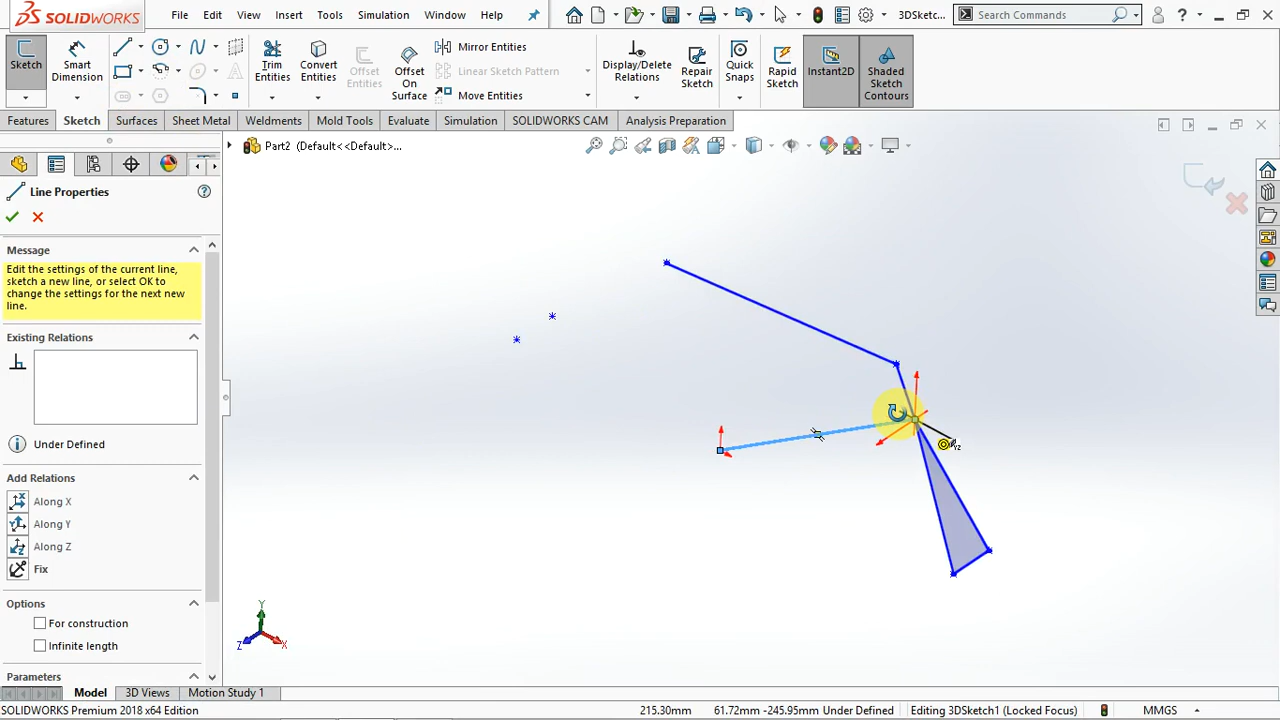 SOLIDWORKS
File
Edit
View
Insert
Tools
Simulation
Window
Help
3DSketc...
Search Commands
Sketch
Smart Dimension
Trim Entities
Convert Entities
Offset Entities
Offset On Surface
Mirror Entities
Linear Sketch Pattern
Move Entities
Display/Delete Relations
Repair Sketch
Quick Snaps
Rapid Sketch
Instant2D
Shaded Sketch Contours
Features
Sketch
Surfaces
Sheet Metal
Weldments
Mold Tools
Evaluate
Simulation
SOLIDWORKS CAM
Analysis Preparation
Part2 (Default<<Default>...
Line Properties
Message
Edit the settings of the current line,
sketch a new line, or select OK to
change the settings for the next new
line.
Existing Relations
Under Defined
Add Relations
Along X
Along Y
Along Z
Fix
Options
For construction
Infinite length
Parameters
YZ
Y
Z
X
Model
3D Views
Motion Study 1
SOLIDWORKS Premium 2018 x64 Edition
215.30mm
61.72mm -245.95mm Under Defined
Editing 3DSketch1 (Locked Focus)
MMGS